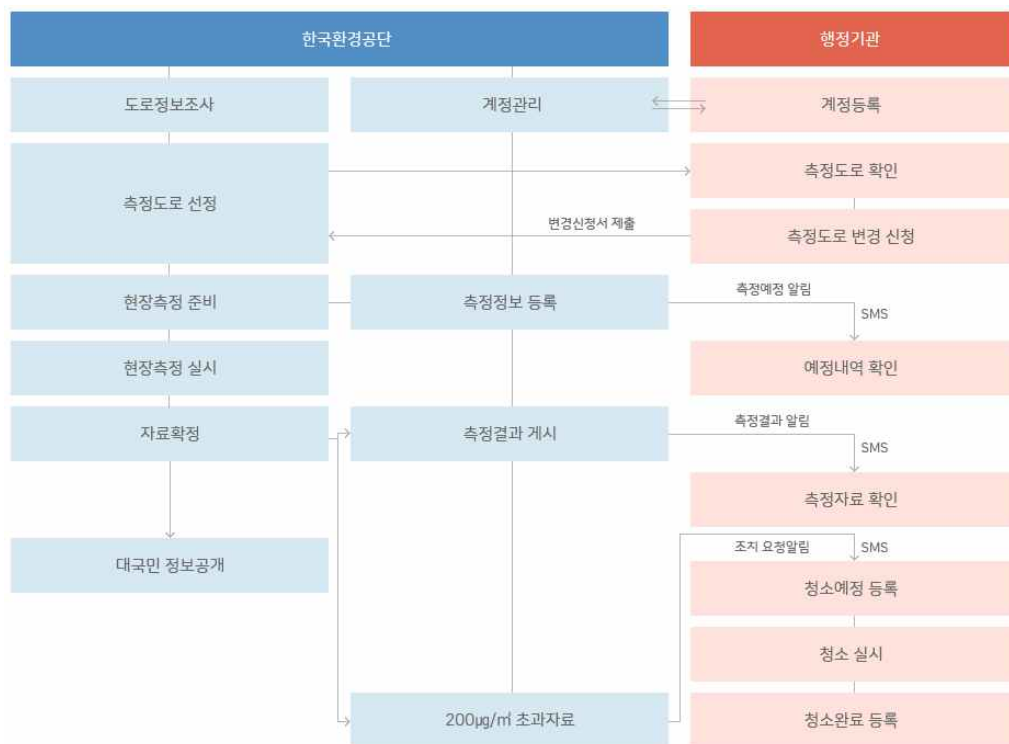 한국환경공단
행정기관
도로정보조사
계정관리
계정등록
측정도로 선정
측정도로 확인
변경신청서 제출
측정도로 변경 신청
현장측정 준비
측정정보 등록
측정예정 알림
SMS
현장측정 실시
예정내역 확인
자료확정
측정결과 게시
측정결과 알림
SMS
측정자료 확인
대국민 정보공개
조치 요청알림
SMS
청소예정 등록
청소 실시
200㎍/㎥ 초과자료
청소완료 등록